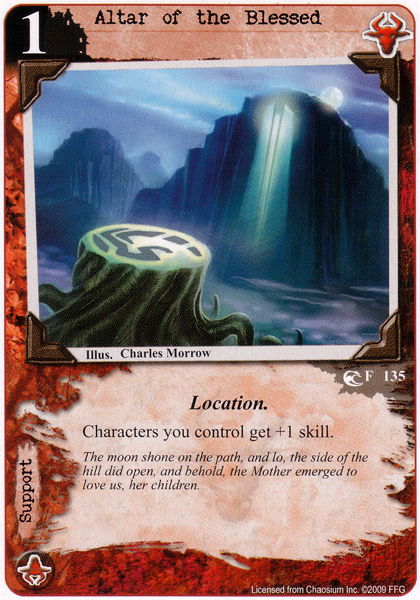 1
Altar of the Blessed
Illus. Charles Morrow
F 135
Location.
Characters you control get +1 skill.
The moon shone on the path, and lo, the side of the
hill did open, and behold, the Mother emerged to
love us, her children.
Support
Licensed from Chaosium Inc. ©2009 FFG